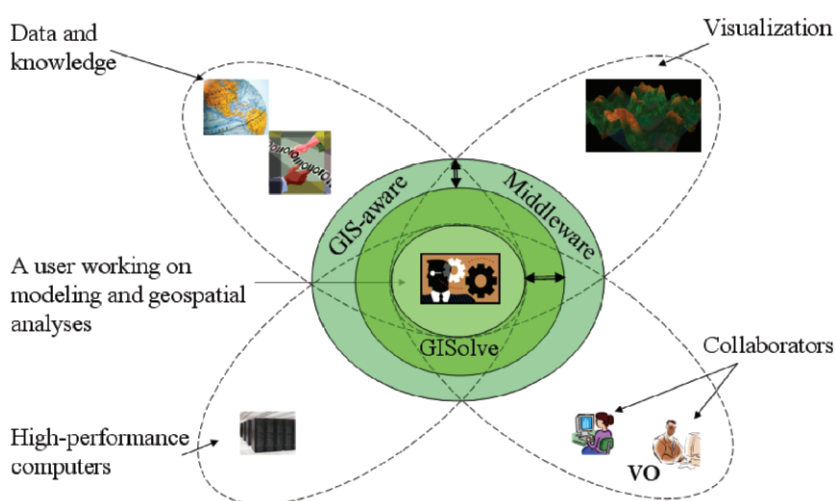 Data and
knowledge
Visualization
GIS-aware
Middleware
A user working on
modeling and geospatial
analyses
GISolve
Collaborators
High-performance
computers
VO